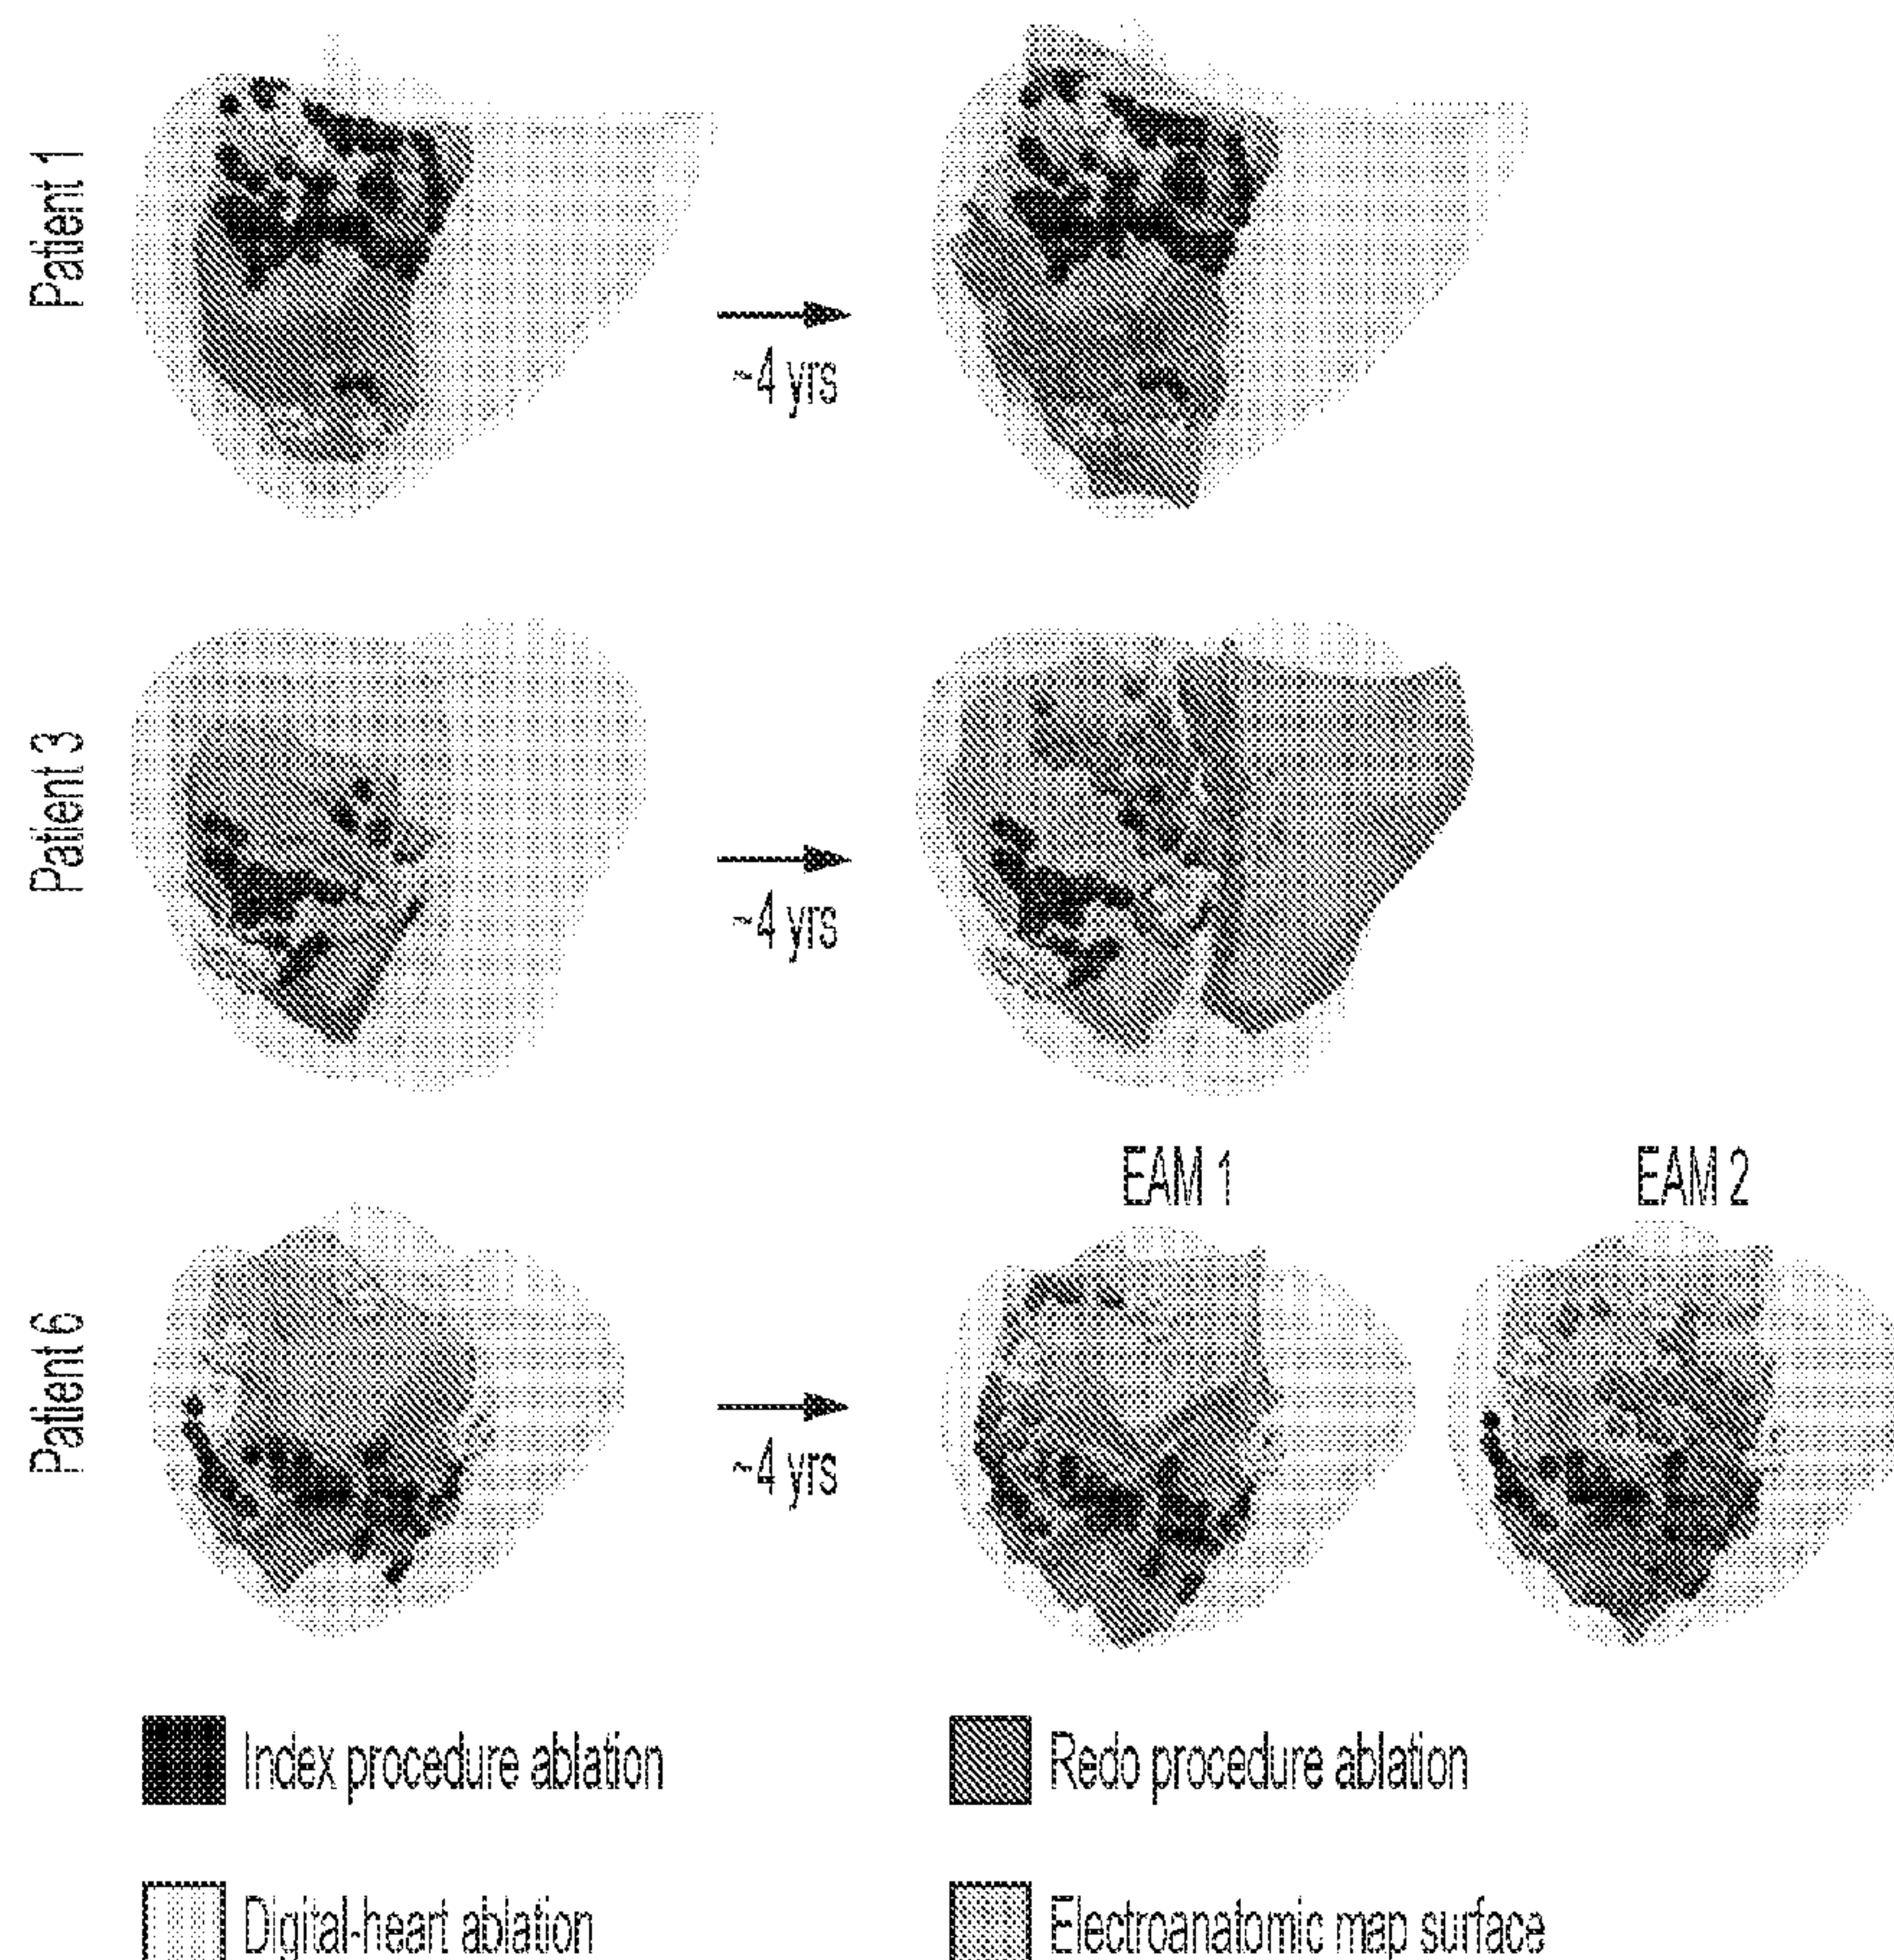 Patient 1
~4 yrs
Patient 3
~4 yrs
EAM 1
EAM 2
Patient 6
~4 yrs
Index procedure ablation
Redo procedure ablation
Digital-heart ablation
Electroanatomic map surface